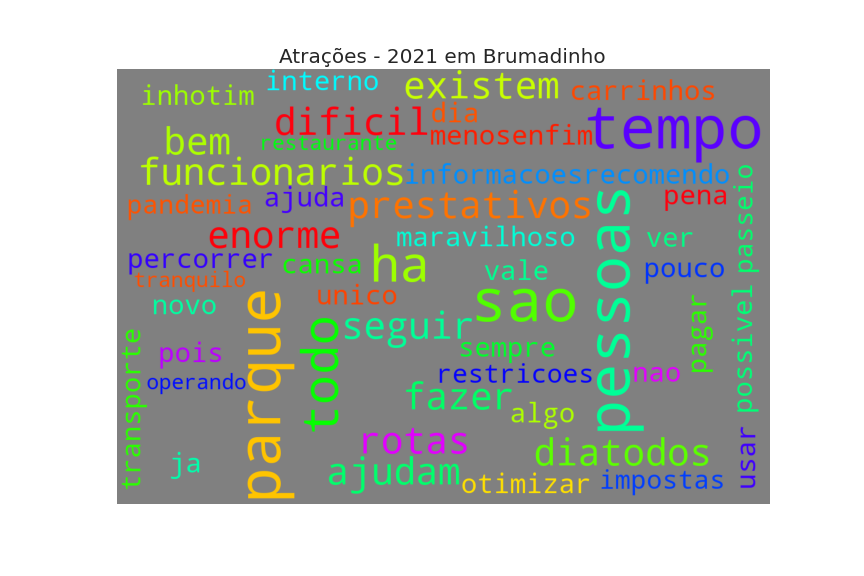 Atrações - 2021 em Brumadinho
interno
existem
carrinhos
inhotim
dificil
dia
tempo
bem
restaurante
menosenfim
funcionarios
informacoesrecomendo
pandemia
ajuda
prestativos
pena
passeio
enorme
maravilhoso
pessoas
ver
percorrer
cansa
ha
vale
pouco
tranquilo
unico
sao
novo
parque
todo
seguir
pagar
possivel
transporte
pois
sempre
operando
restricoes
nao
fazer
algo
rotas
diatodos
usar
ja
ajudam
otimizar
impostas